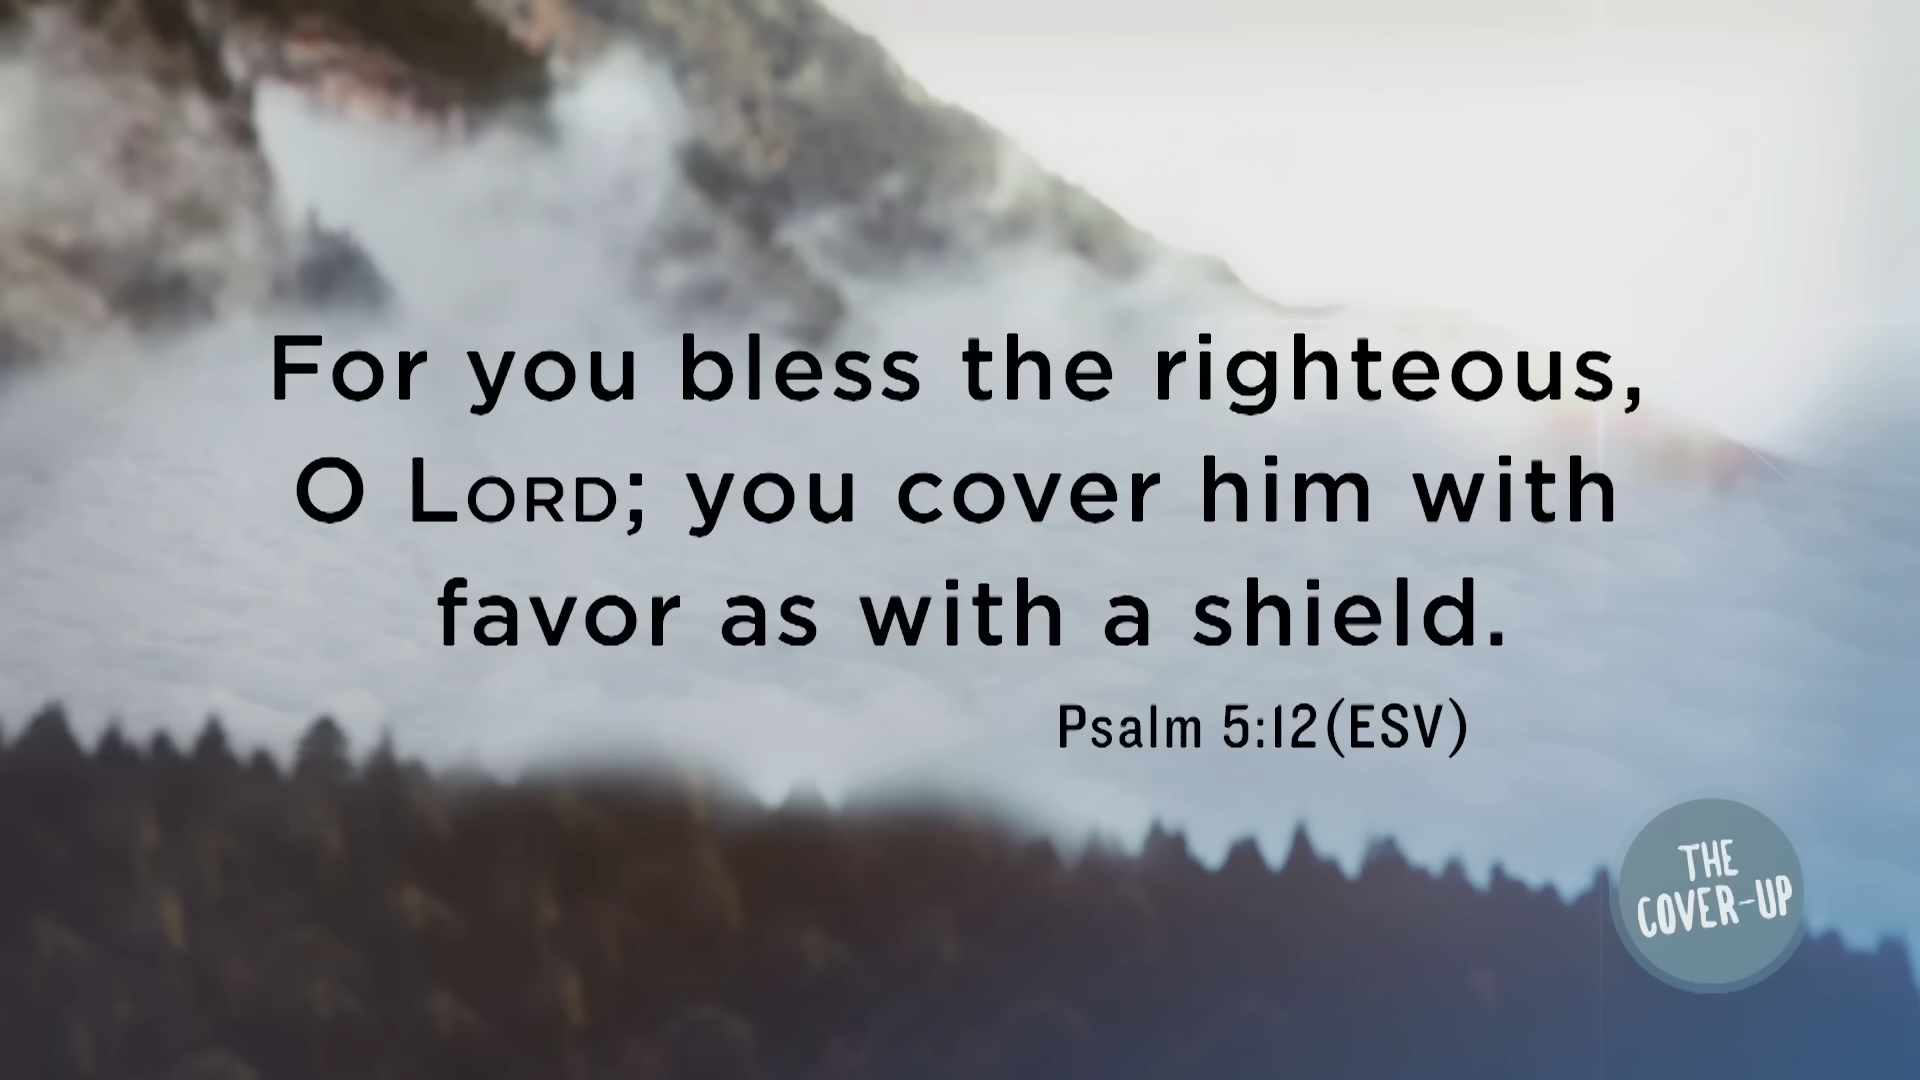 For you bless the righteous,
O LORD; you cover him with
favor as with a shield.
Psalm 5:12(ESV)
THE
COVER-UP